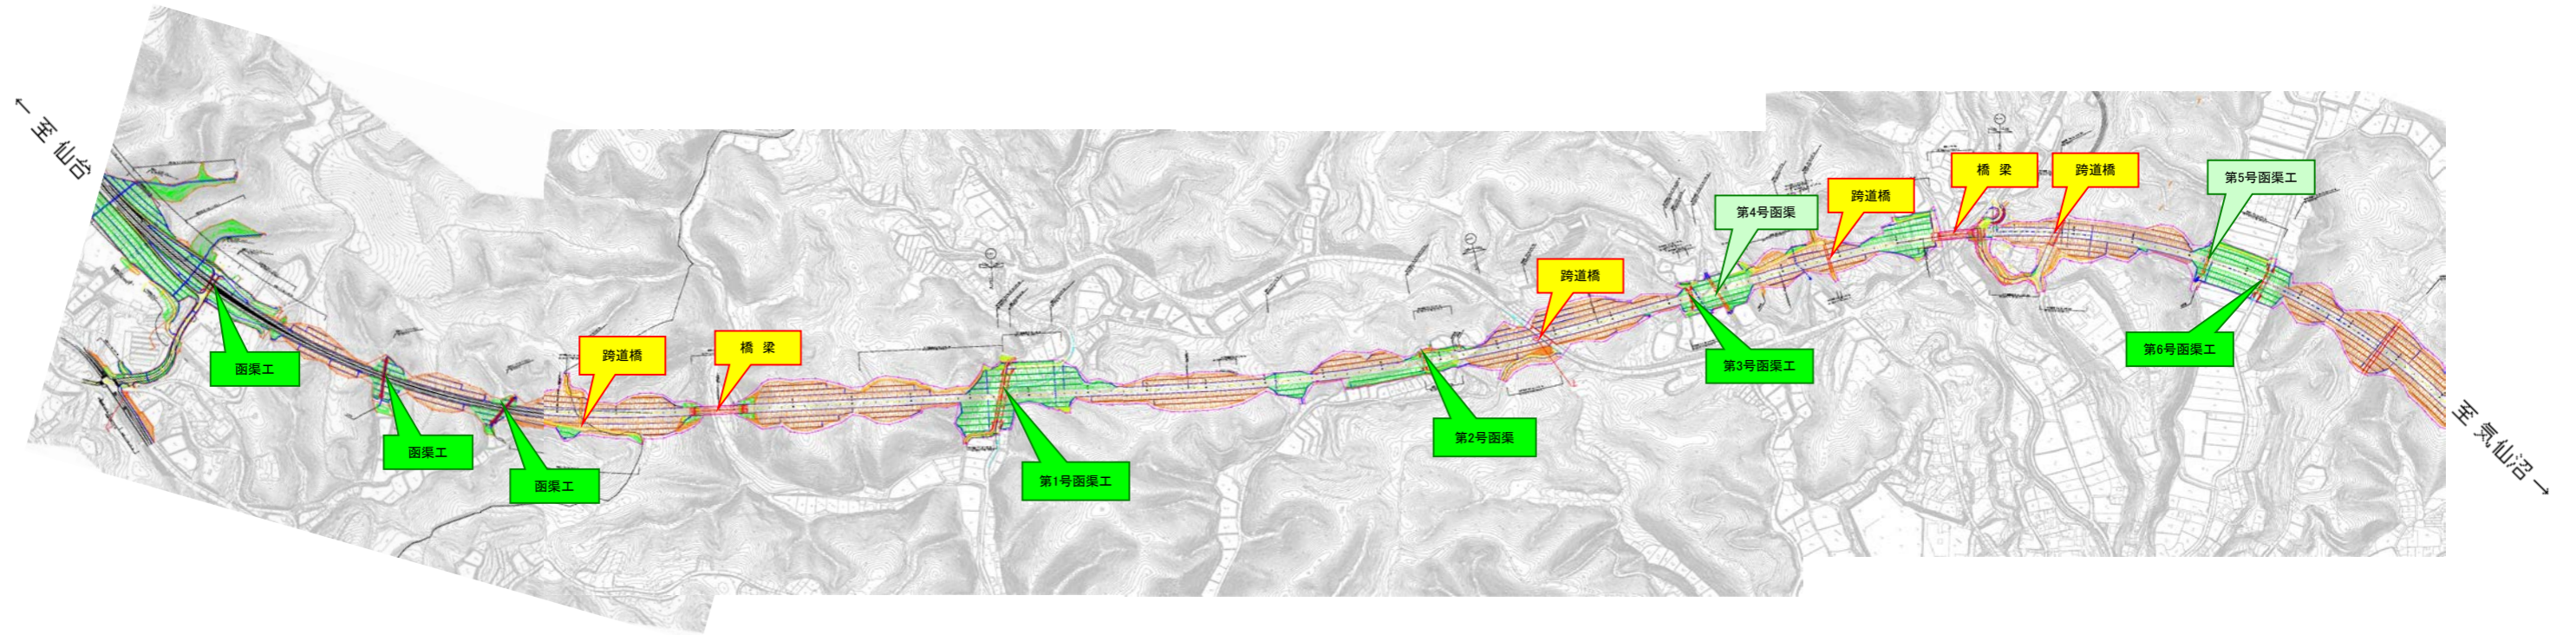 ← 至 仙台
函渠工
函渠工
函渠工
跨道橋
橋 梁
第1号函渠工
第2号函渠
跨道橋
第3号函渠工
第4号函渠
跨道橋
橋 梁
跨道橋
第5号函渠工
第6号函渠工
至 気仙沼 →